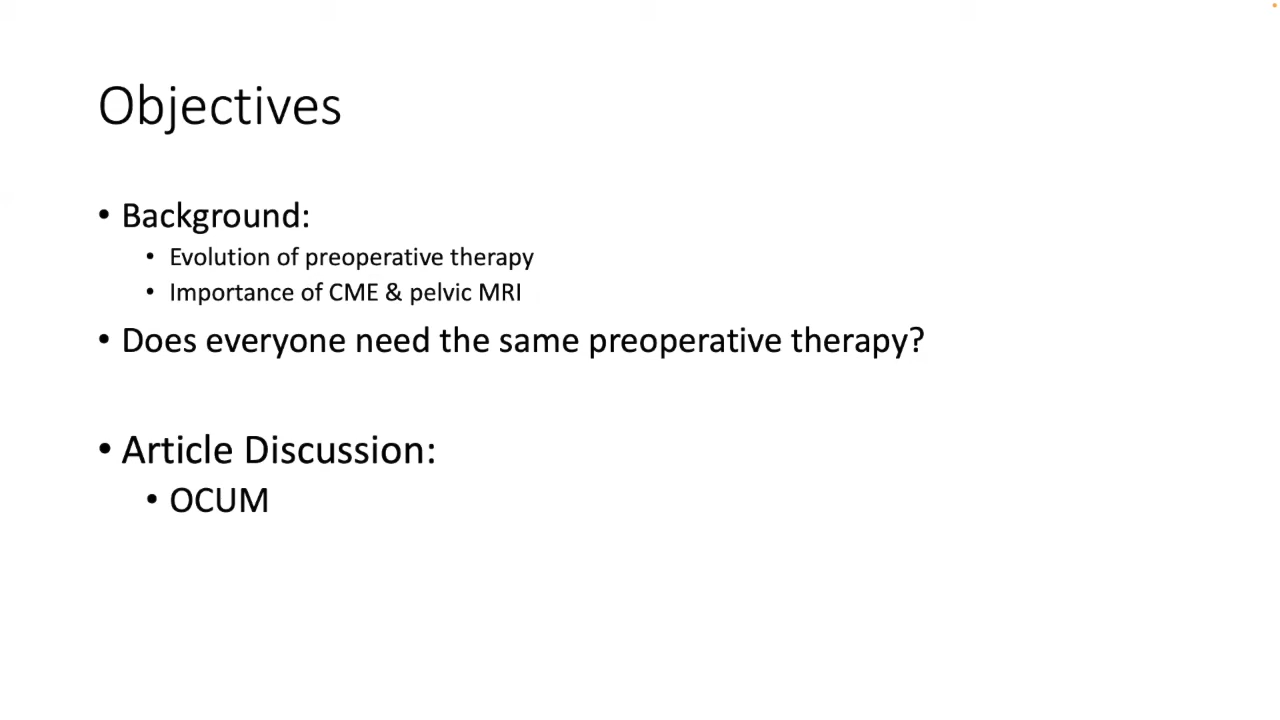 Objectives
• Background:
• Evolution of preoperative therapy
• Importance of CME & pelvic MRI
• Does everyone need the same preoperative therapy?
• Article Discussion:
• OCUM